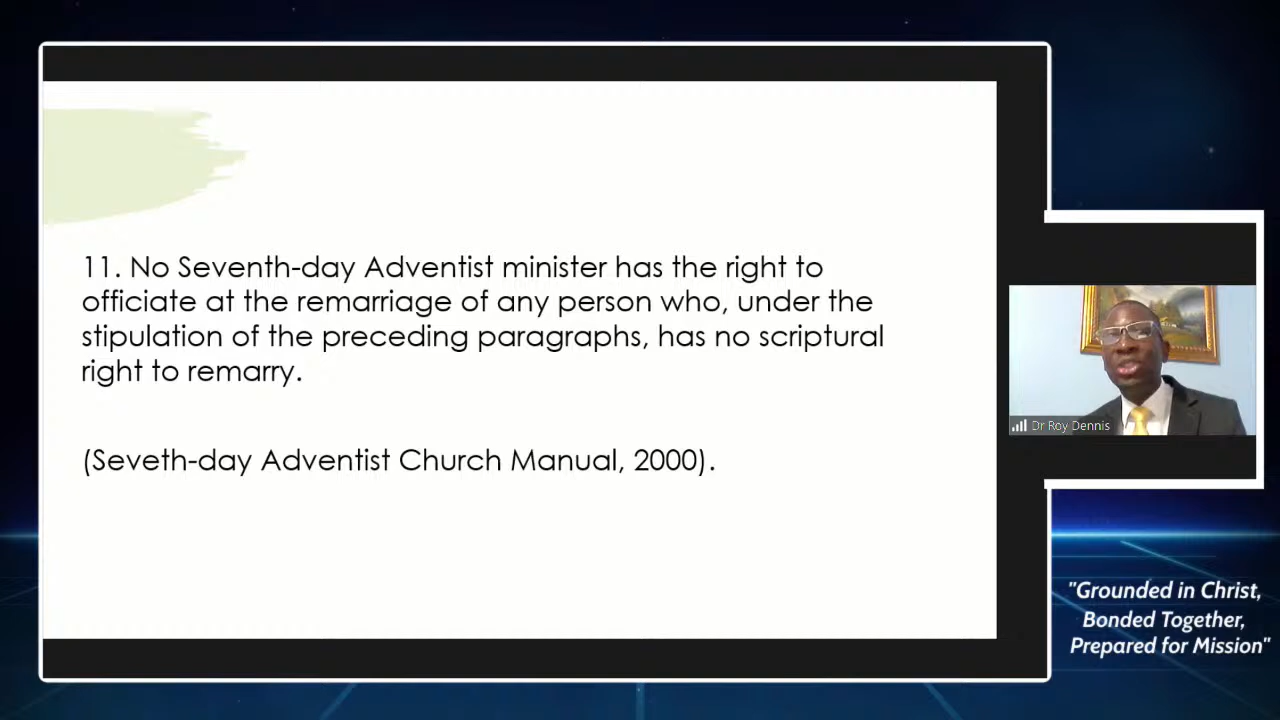 11. No Seventh-day Adventist minister has the right to
officiate at the remarriage of any person who, under the
stipulation of the preceding paragraphs, has no scriptural
right to remarry.
(Seveth-day Adventist Church Manual, 2000).
Dr Roy Dennis
"Grounded in Christ,
Bonded Together,
Prepared for Mission"